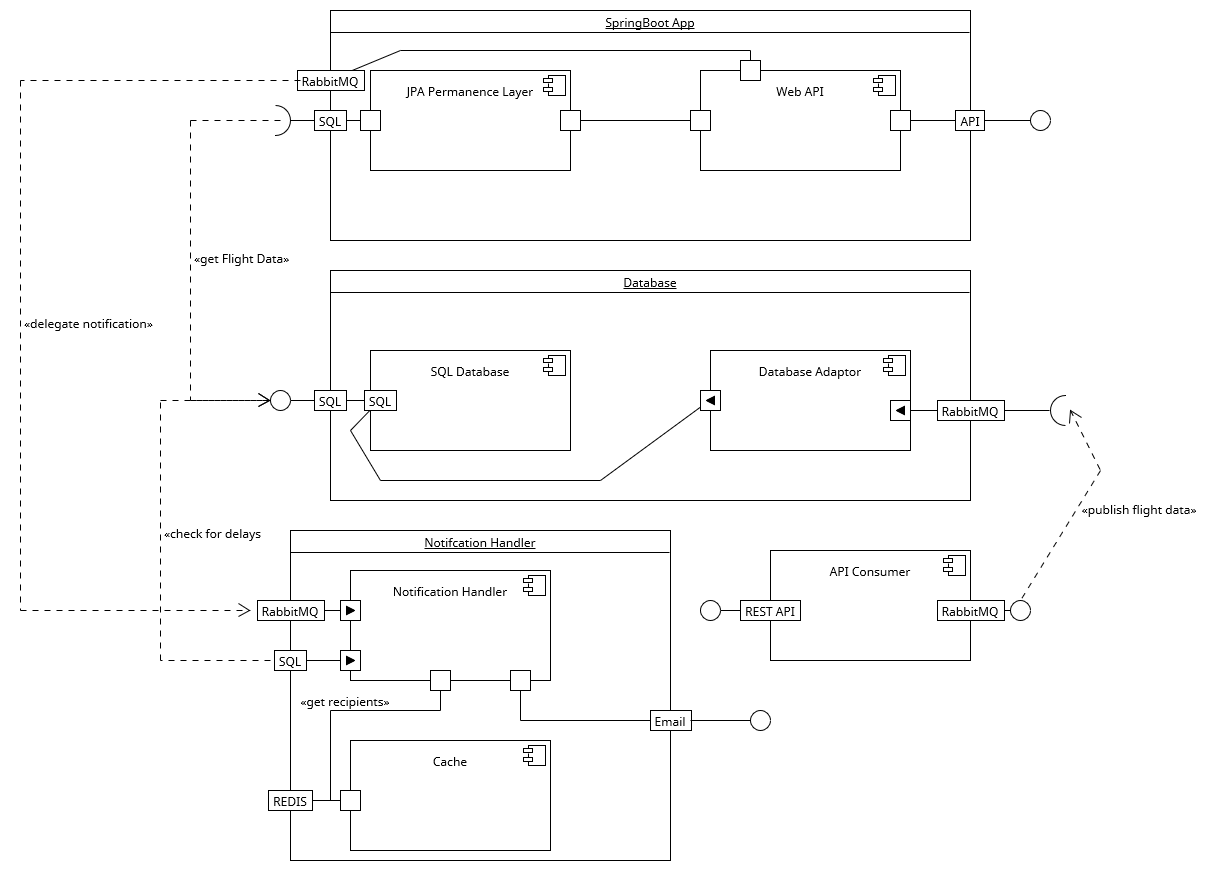 SpringBoot App
RabbitMQ
JPA Permanence Layer
Web API
SQL
API
«get Flight Data»
Database
«delegate notification»
SQL Database
Database Adaptor
SQL
SQL
RabbitMQ
«publish flight data»
«check for delays
Notifcation Handler
API Consumer
Notification Handler
RabbitMQ
REST API
RabbitMQ
SQL
«get recipients»
Email
Cache
REDIS